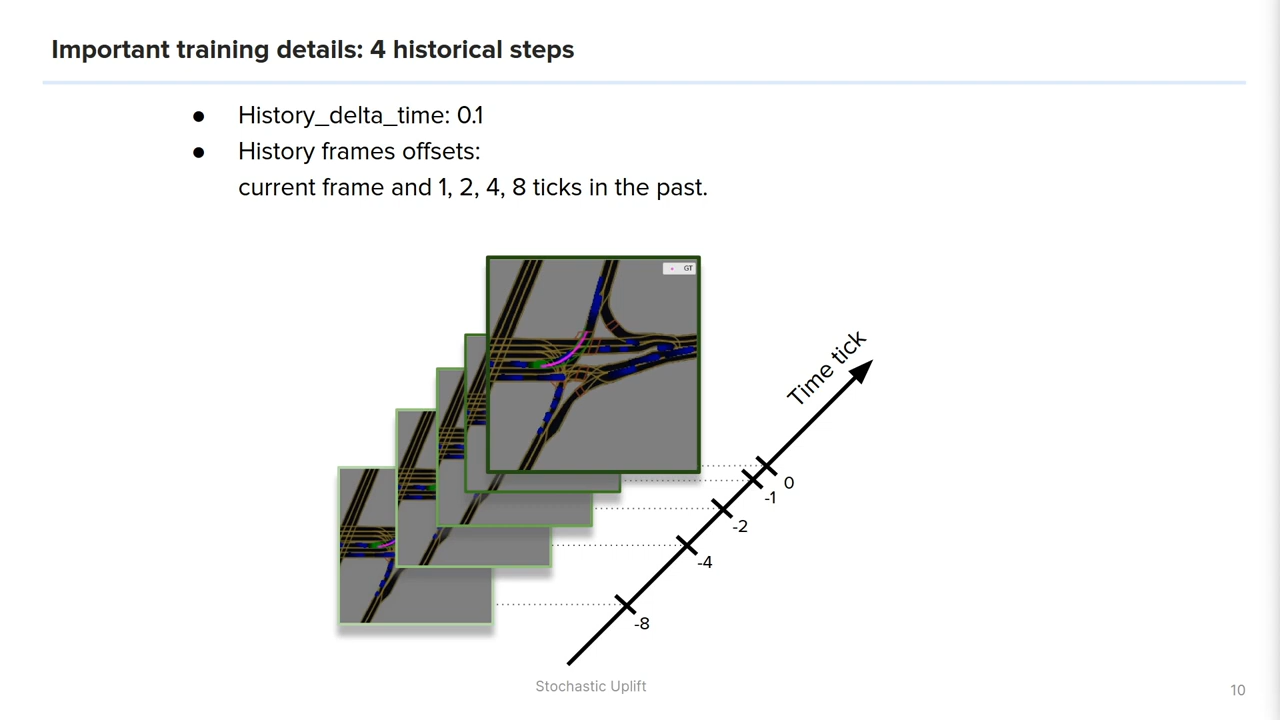 Important training details: 4 historical steps
● History_delta_time: 0.1
● History frames offsets:
current frame and 1, 2, 4, 8 ticks in the past.
GT
Time tick
0
-1
-2
-4
-8
Stochastic Uplift
10